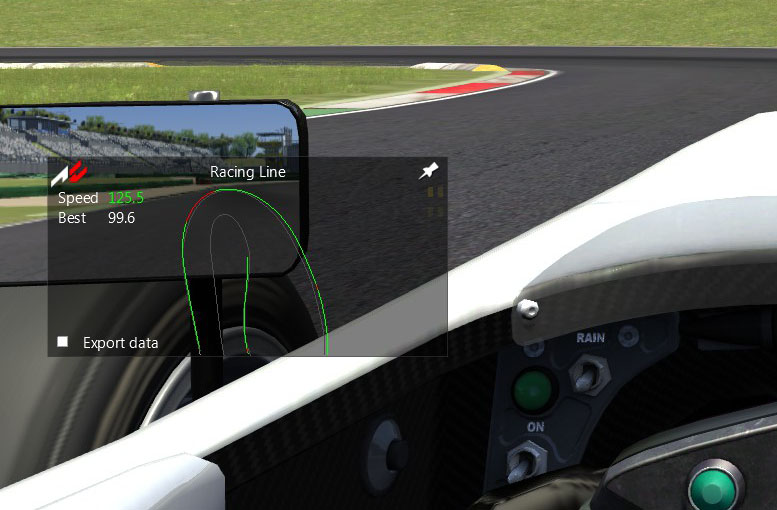 Racing Line
Speed 125.5
Best 99.6
Export data
RAIN
ON